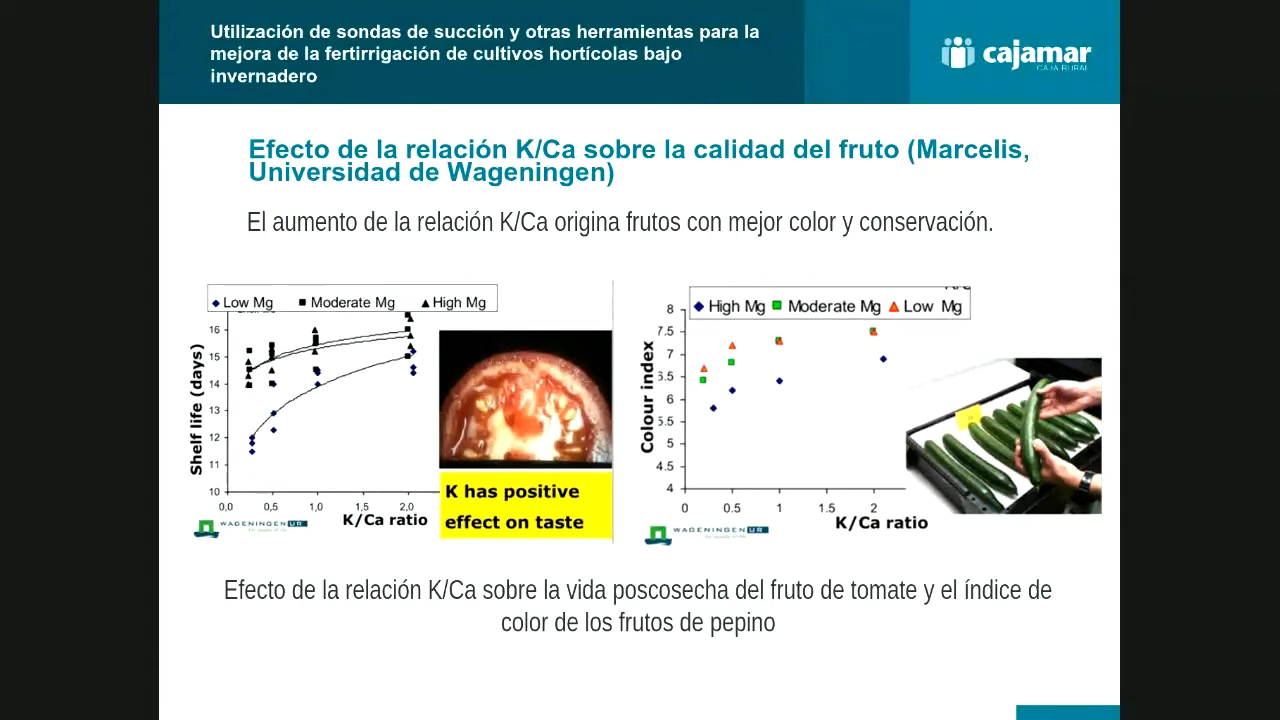 Utilización de sondas de succión y otras herramientas para la
mejora de la fertirrigación de cultivos hortícolas bajo
invernadero
cajamar
CAJA RURAL
Efecto de la relación K/Ca sobre la calidad del fruto (Marcelis,
Universidad de Wageningen)
El aumento de la relación K/Ca origina frutos con mejor color y conservación.
Low Mg Moderate Mg High Mg
Shelf life (days)
16
15
14
13
12
11
10
0,0 0,5 1,0 1,5 2,0
K/Ca ratio
WAGENINGEN UR
K has positive
effect on taste
High Mg Moderate Mg Low Mg
Colour index
8
7.5
7
6
5.5
5
4.5
4
0 0.5 1 1.5 2
K/Ca ratio
WAGENINGEN UR
Efecto de la relación K/Ca sobre la vida poscosecha del fruto de tomate y el índice de
color de los frutos de pepino